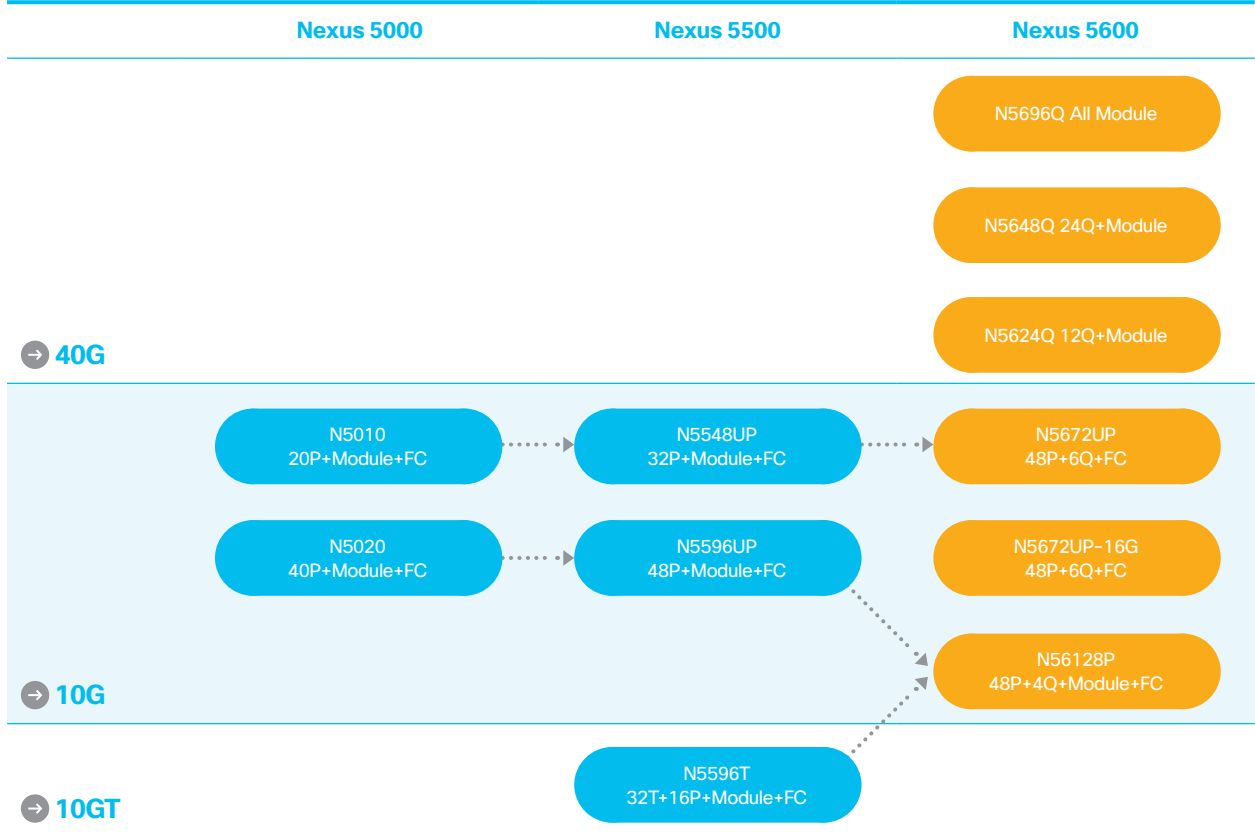 Nexus 5000
Nexus 5500
Nexus 5600
N5696Q All Module
N5648Q 24Q+Module
N5624Q 12Q+Module
40G
N5010
20P+Module+FC
N5548UP
32P+Module+FC
N5672UP
48P+6Q+FC
N5020
40P+Module+FC
N5596UP
48P+Module+FC
N5672UP-16G
48P+6Q+FC
N56128P
48P+4Q+Module+FC
10G
N5596T
32T+16P+Module+FC
10GT